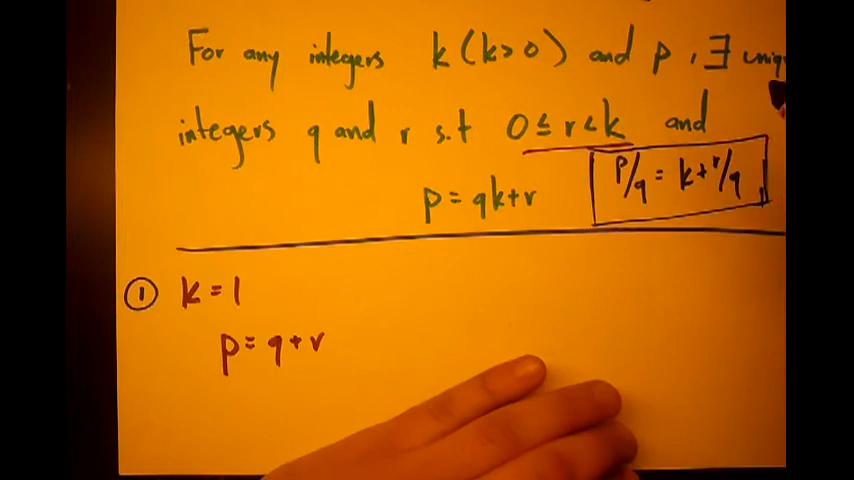 For any integers k (k>0) and p , ∃ uniq
integers q and r s.t 0 ≤ r < k and
p = qk+r
p/q = k + r/q
① k = 1
p = q + r